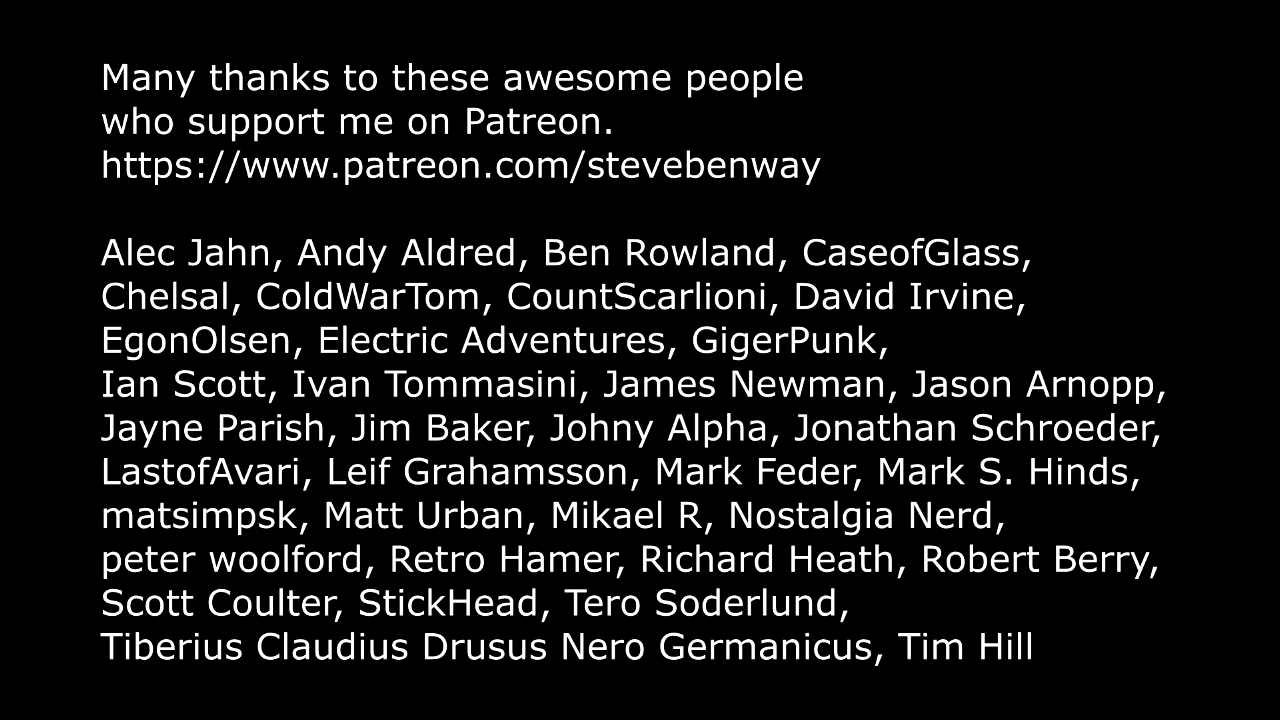 Many thanks to these awesome people
who support me on Patreon.
https://www.patreon.com/stevebenway
Alec Jahn, Andy Aldred, Ben Rowland, CaseofGlass,
Chelsal, ColdWarTom, CountScarlioni, David Irvine,
EgonOlsen, Electric Adventures, GigerPunk,
Ian Scott, Ivan Tommasini, James Newman, Jason Arnopp,
Jayne Parish, Jim Baker, Johny Alpha, Jonathan Schroeder,
LastofAvari, Leif Grahamsson, Mark Feder, Mark S. Hinds,
matsimpsk, Matt Urban, Mikael R, Nostalgia Nerd,
peter woolford, Retro Hamer, Richard Heath, Robert Berry,
Scott Coulter, StickHead, Tero Soderlund,
Tiberius Claudius Drusus Nero Germanicus, Tim Hill